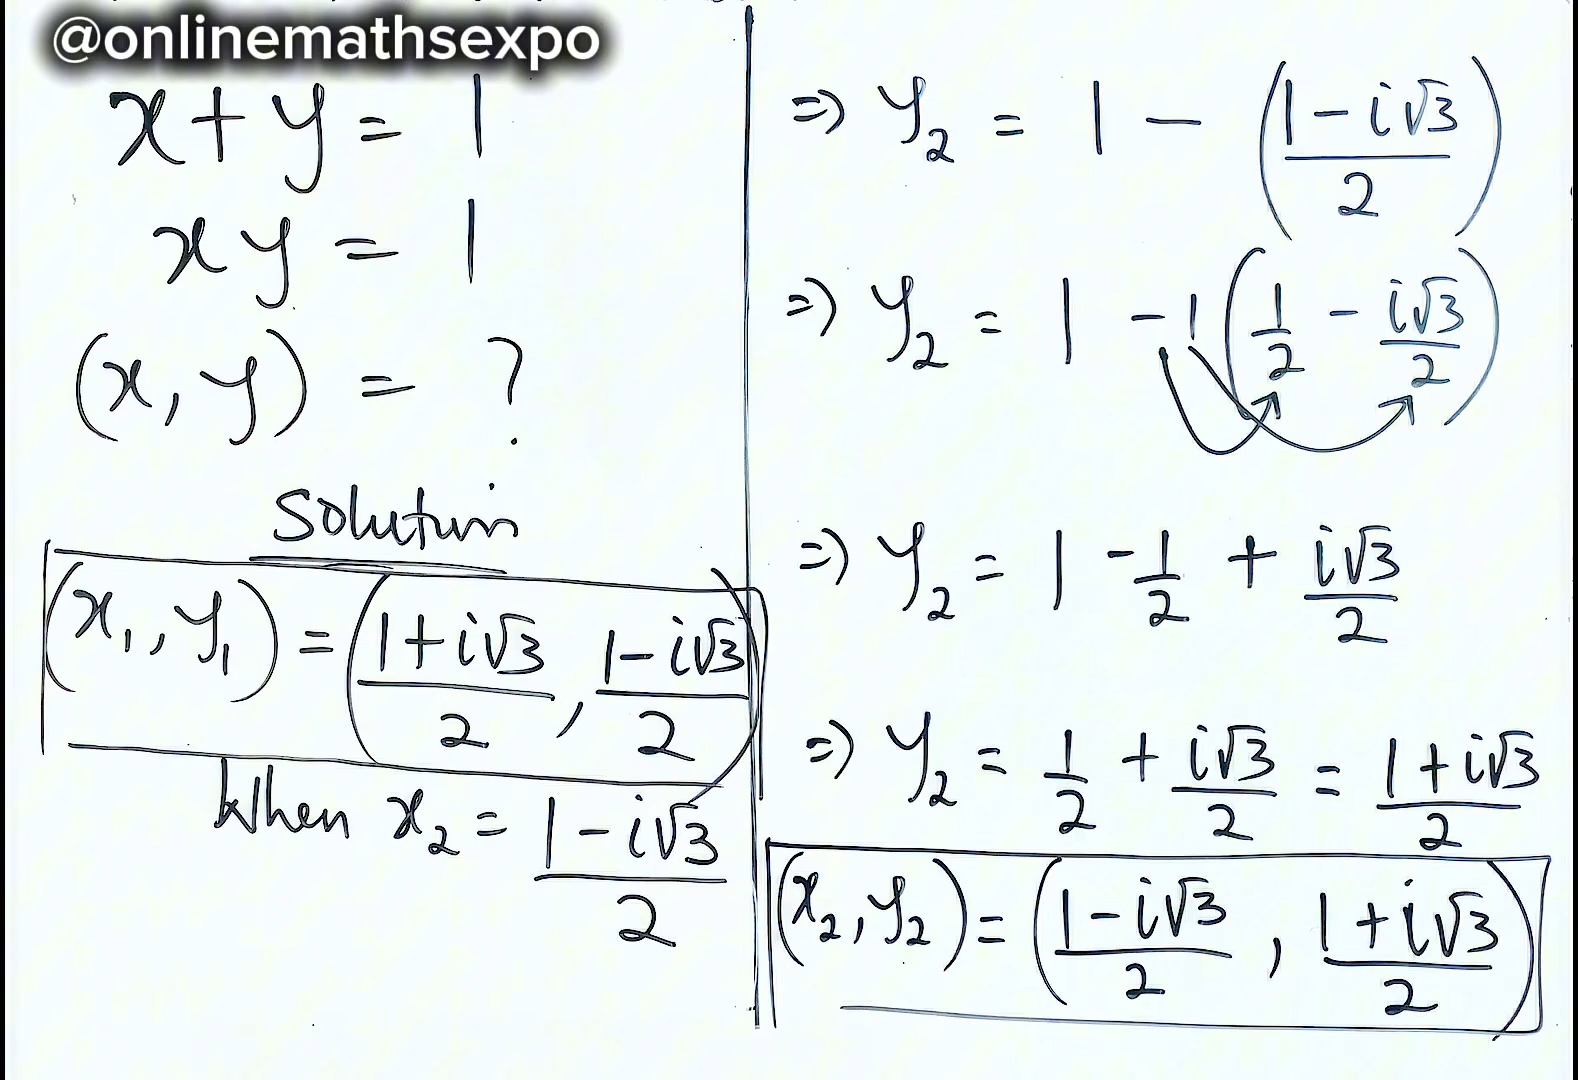 @onlinemathsexpo
x + y = 1
xy = 1
(x, y) = ?
Solution
(x₁, y₁) = ((1+i√3)/2, (1-i√3)/2)
When x₂ = (1-i√3)/2
=> y₂ = 1 - ((1-i√3)/2)
=> y₂ = 1 -1(1/2 - i√3/2)
=> y₂ = 1 - 1/2 + i√3/2
=> y₂ = 1/2 + i√3/2 = (1+i√3)/2
(x₂, y₂) = ((1-i√3)/2, (1+i√3)/2)